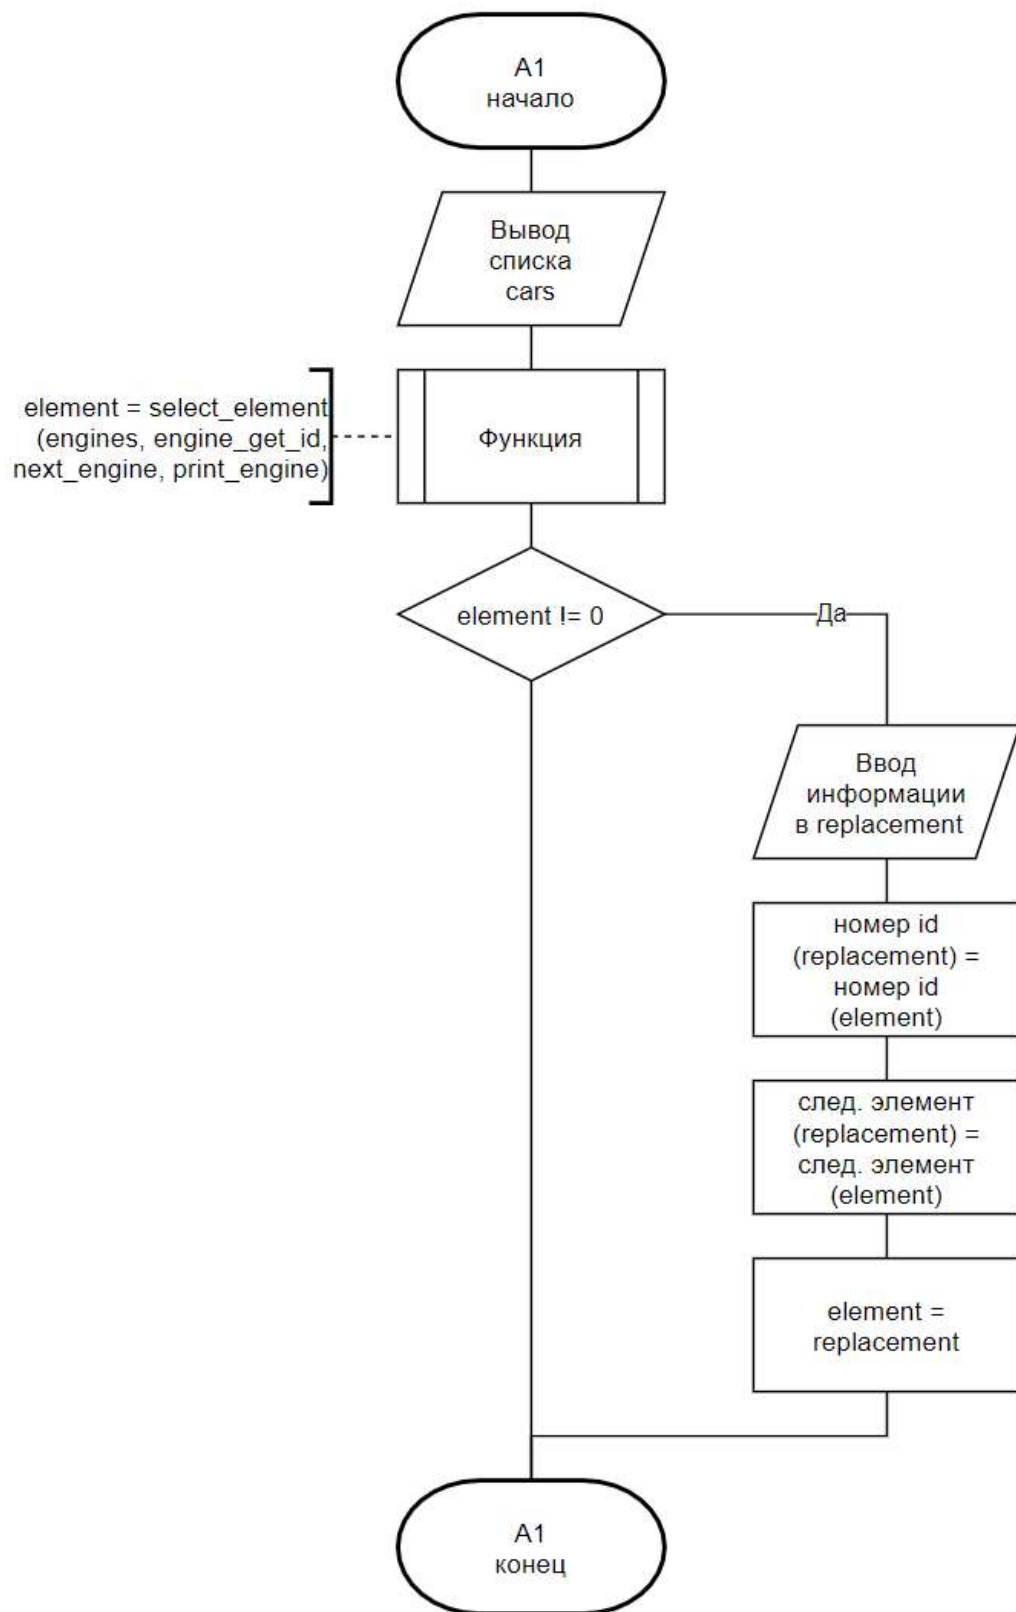 A1
начало
Вывод
списка
cars
element = select_element
(engines, engine_get_id,
next_engine, print_engine)
Функция
element != 0
Да
Ввод
информации
в replacement
номер id
(replacement) =
номер id
(element)
след. элемент
(replacement) =
след. элемент
(element)
element =
replacement
A1
конец